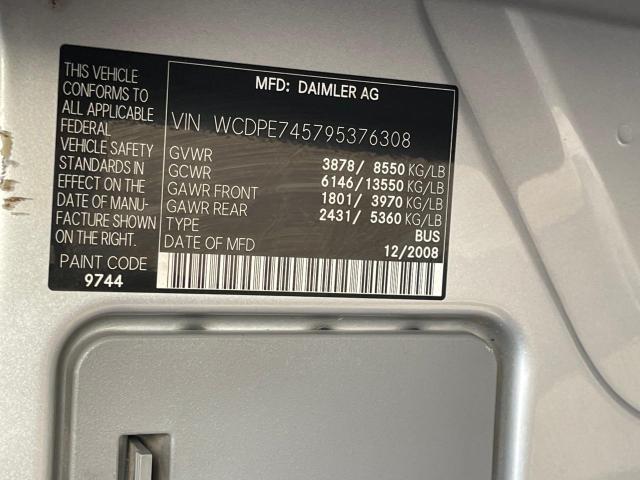 THIS VEHICLE
CONFORMS TO
ALL APPLICABLE
FEDERAL
VEHICLE SAFETY
STANDARDS IN
EFFECT ON THE
DATE OF MANU-
FACTURE SHOWN
ON THE RIGHT.
PAINT CODE
9744
MFD: DAIMLER AG
VIN WCDPE745795376308
GVWR 3878/ 8550 KG/LB
GCWR 6146/13550 KG/LB
GAWR FRONT 1801/ 3970 KG/LB
GAWR REAR 2431/ 5360 KG/LB
TYPE BUS
DATE OF MFD 12/2008